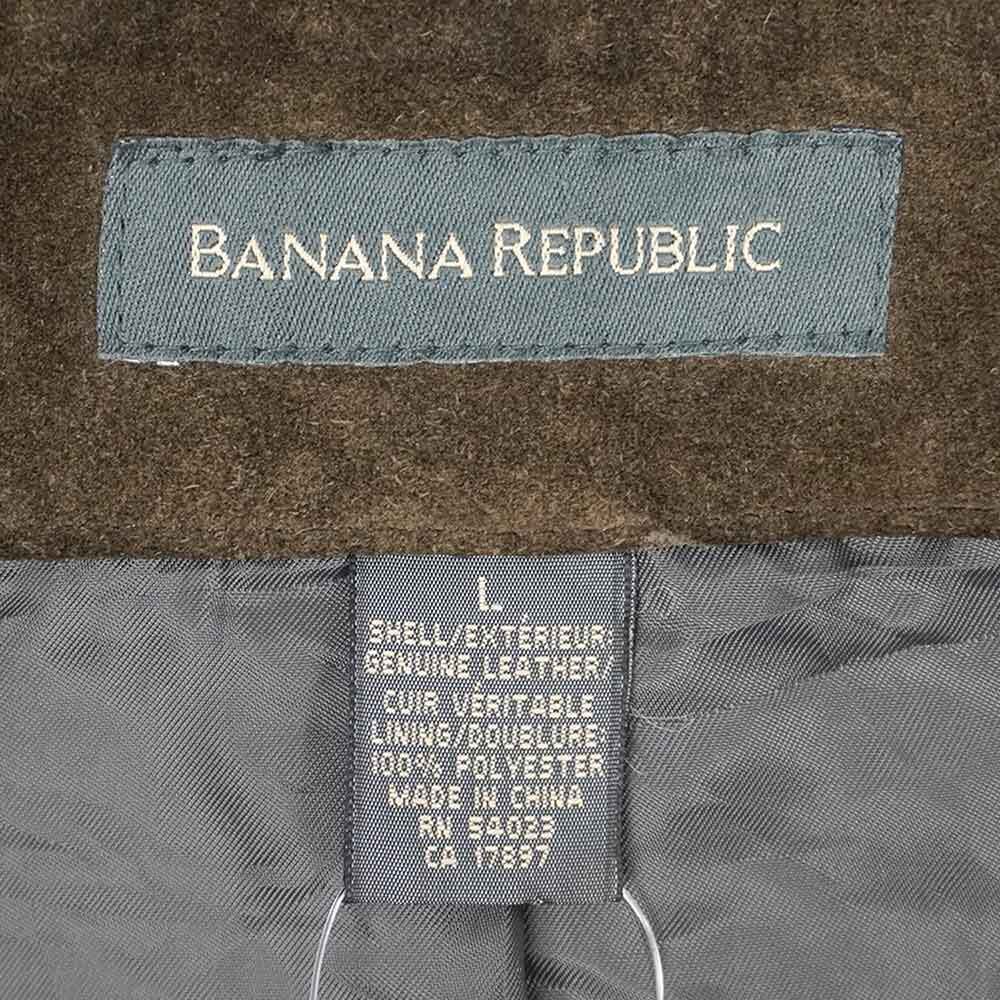 BANANA REPUBLIC
L
SHELL/EXTÉRIEUR:
GENUINE LEATHER/
CUIR VÉRITABLE
LINING/DOUBLURE:
100% POLYESTER
MADE IN CHINA
RN 54023
CA 17897